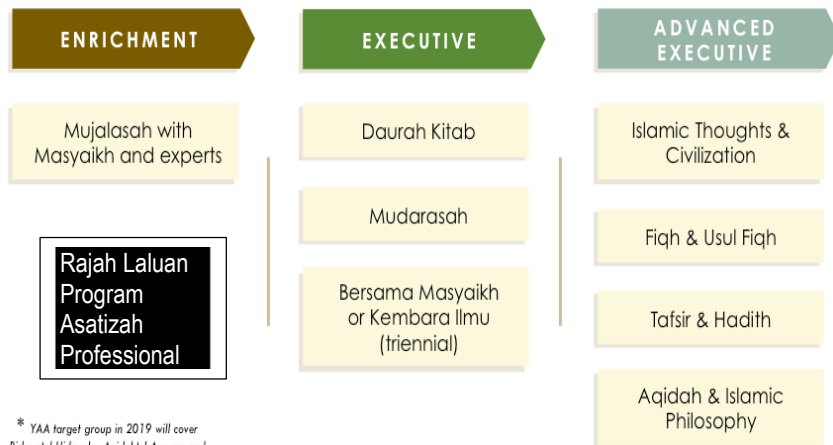 ENRICHMENT
Mujalasah with
Masyaikh and experts
Rajah Laluan
Program
Asatizah
Professional
* YAA target group in 2019 will cover
EXECUTIVE
Daurah Kitab
Mudarasah
Bersama Masyaikh
or Kembara Ilmu
(triennial)
ADVANCED
EXECUTIVE
Islamic Thoughts &
Civilization
Fiqh & Usul Fiqh
Tafsir & Hadith
Aqidah & Islamic
Philosophy